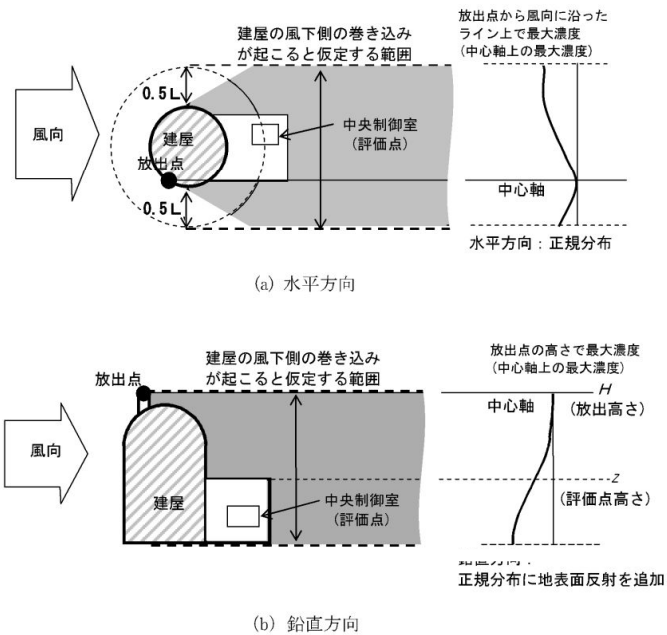 建屋の風下側の巻き込み
が起こると仮定する範囲
放出点から風向に沿った
ライン上で最大濃度
(中心軸上の最大濃度)
0.5L
風向
建屋
中央制御室
(評価点)
放出点
中心軸
0.5L
水平方向：正規分布
(a) 水平方向
建屋の風下側の巻き込み
が起こると仮定する範囲
放出点の高さで最大濃度
(中心軸上の最大濃度)
放出点
H
中心軸
(放出高さ)
風向
z
建屋
中央制御室
(評価点)
(評価点高さ)
鉛直方向：
正規分布に地表面反射を追加
(b) 鉛直方向